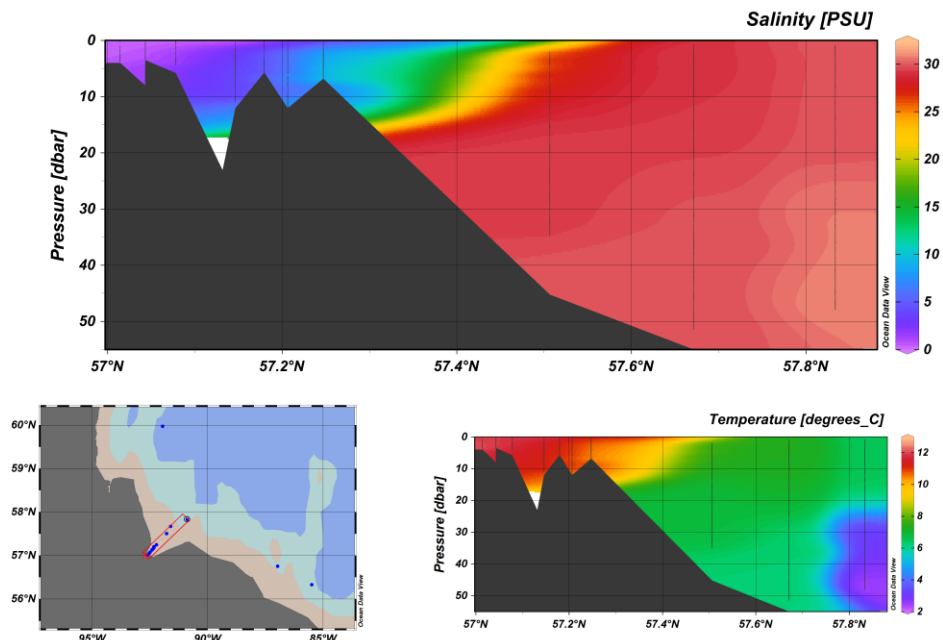 Salinity [PSU]
0
10
20
30
40
50
Pressure [dbar]
57°N
57.2°N
57.4°N
57.6°N
57.8°N
Ocean Data View
30
25
20
15
10
5
0
60°N
59°N
58°N
57°N
56°N
95°W
90°W
85°W
Ocean Data View
Temperature [degrees_C]
0
10
20
30
40
50
Pressure [dbar]
57°N
57.2°N
57.4°N
57.6°N
57.8°N
Ocean Data View
12
10
8
6
4
2